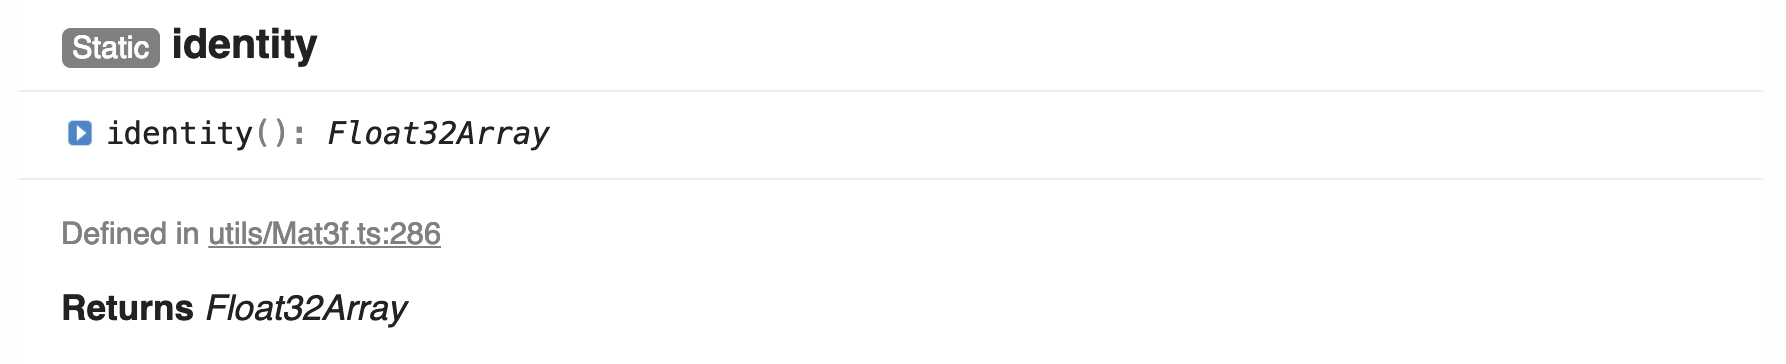 Static identity
identity(): Float32Array
Defined in utils/Mat3f.ts:286
Returns Float32Array